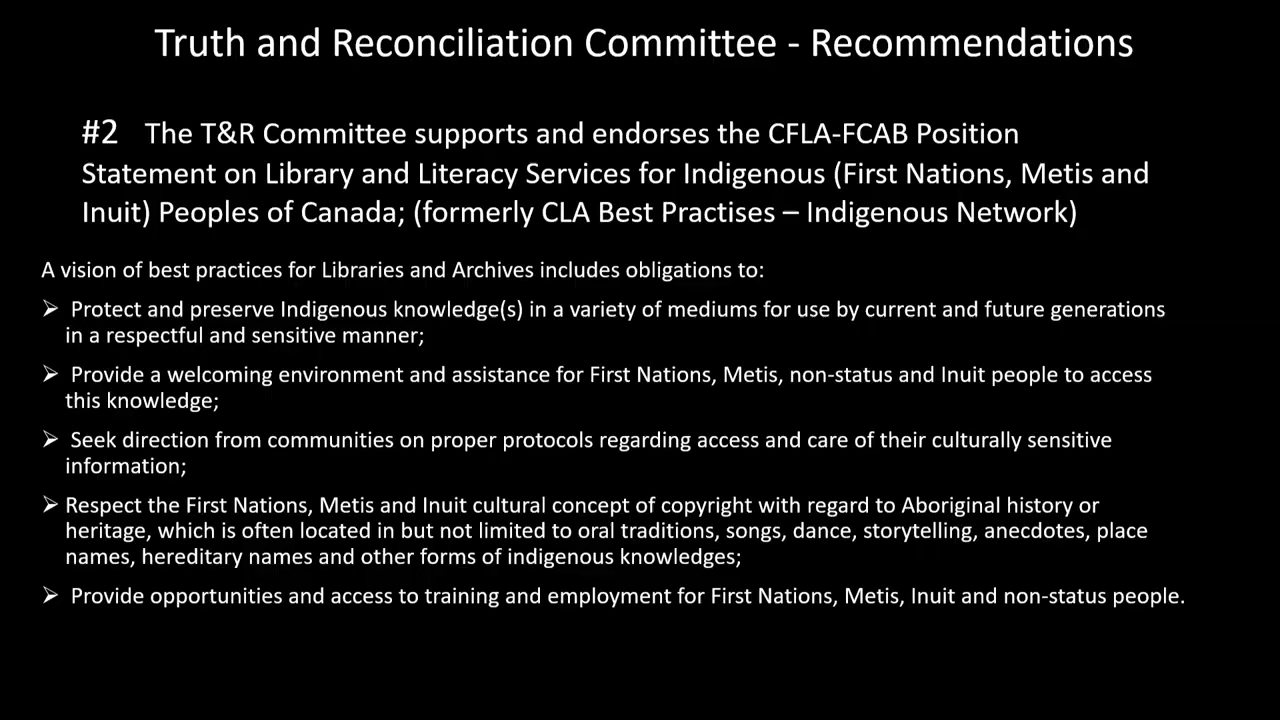 Truth and Reconciliation Committee - Recommendations
#2 The T&R Committee supports and endorses the CFLA-FCAB Position
Statement on Library and Literacy Services for Indigenous (First Nations, Metis and
Inuit) Peoples of Canada; (formerly CLA Best Practises – Indigenous Network)
A vision of best practices for Libraries and Archives includes obligations to:
➢ Protect and preserve Indigenous knowledge(s) in a variety of mediums for use by current and future generations
in a respectful and sensitive manner;
➢ Provide a welcoming environment and assistance for First Nations, Metis, non-status and Inuit people to access
this knowledge;
➢ Seek direction from communities on proper protocols regarding access and care of their culturally sensitive
information;
➢ Respect the First Nations, Metis and Inuit cultural concept of copyright with regard to Aboriginal history or
heritage, which is often located in but not limited to oral traditions, songs, dance, storytelling, anecdotes, place
names, hereditary names and other forms of indigenous knowledges;
➢ Provide opportunities and access to training and employment for First Nations, Metis, Inuit and non-status people.